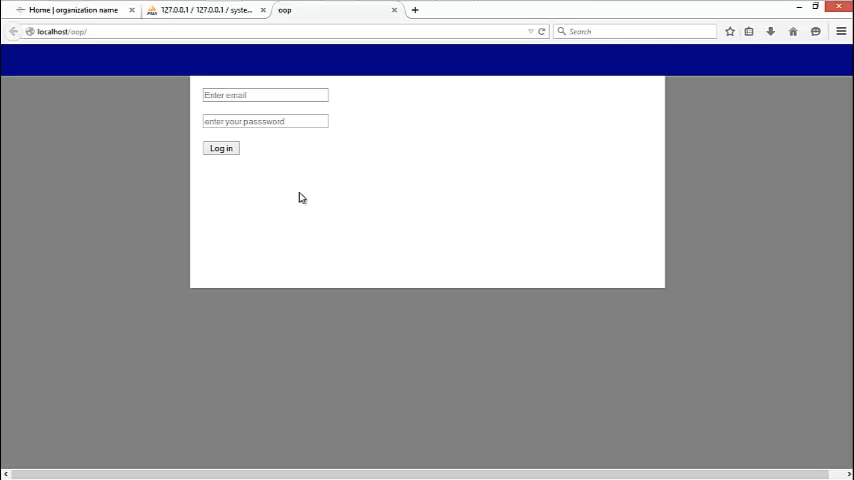 Home | organization name
127.0.0.1 / 127.0.0.1 / syste...
oop
localhost/oop/
Search
Enter email
enter your passsword
Log in